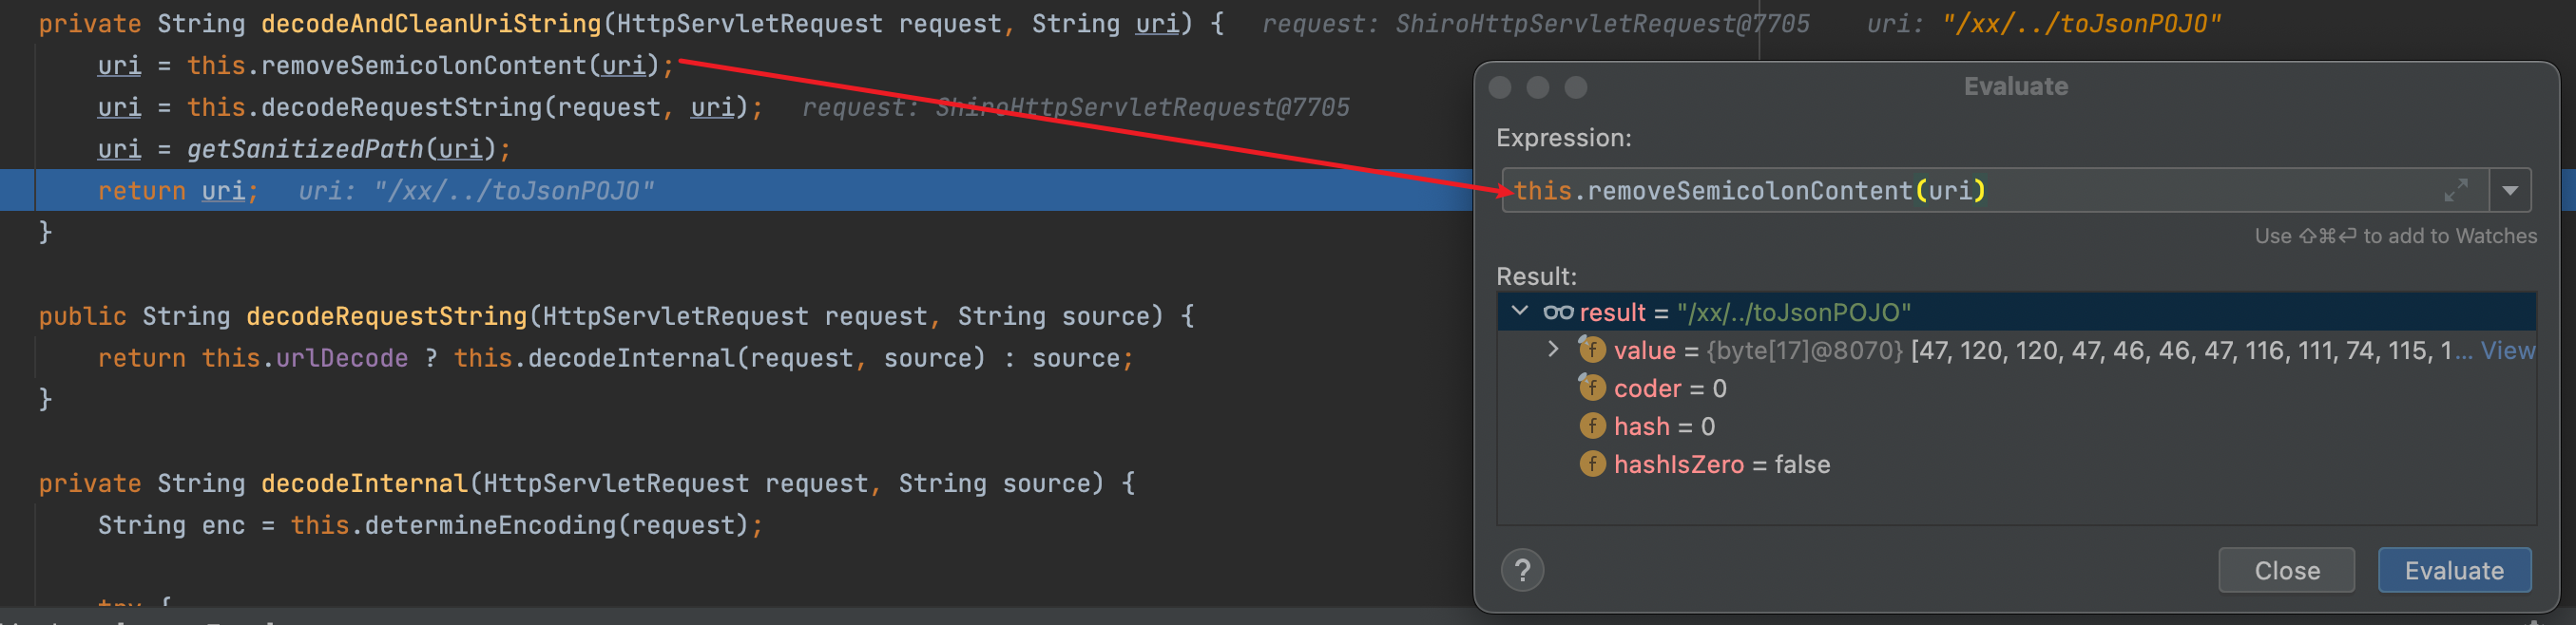 private String decodeAndCleanUriString(HttpServletRequest request, String uri) {   request: ShiroHttpServletRequest@7705   uri: "/xx/../toJsonPOJO"
    uri = this.removeSemicolonContent(uri);
    uri = this.decodeRequestString(request, uri);   request: ShiroHttpServletRequest@7705
    uri = getSanitizedPath(uri);
    return uri;   uri: "/xx/../toJsonPOJO"
}
public String decodeRequestString(HttpServletRequest request, String source) {
    return this.urlDecode ? this.decodeInternal(request, source) : source;
}
private String decodeInternal(HttpServletRequest request, String source) {
    String enc = this.determineEncoding(request);
    try {
Evaluate
Expression:
this.removeSemicolonContent(uri)
Use ⇧⌘↩ to add to Watches
Result:
result = "/xx/../toJsonPOJO"
f value = {byte[17]@8070} [47, 120, 120, 47, 46, 46, 47, 116, 111, 74, 115, 1... View
f coder = 0
f hash = 0
f hashIsZero = false
?
Close
Evaluate